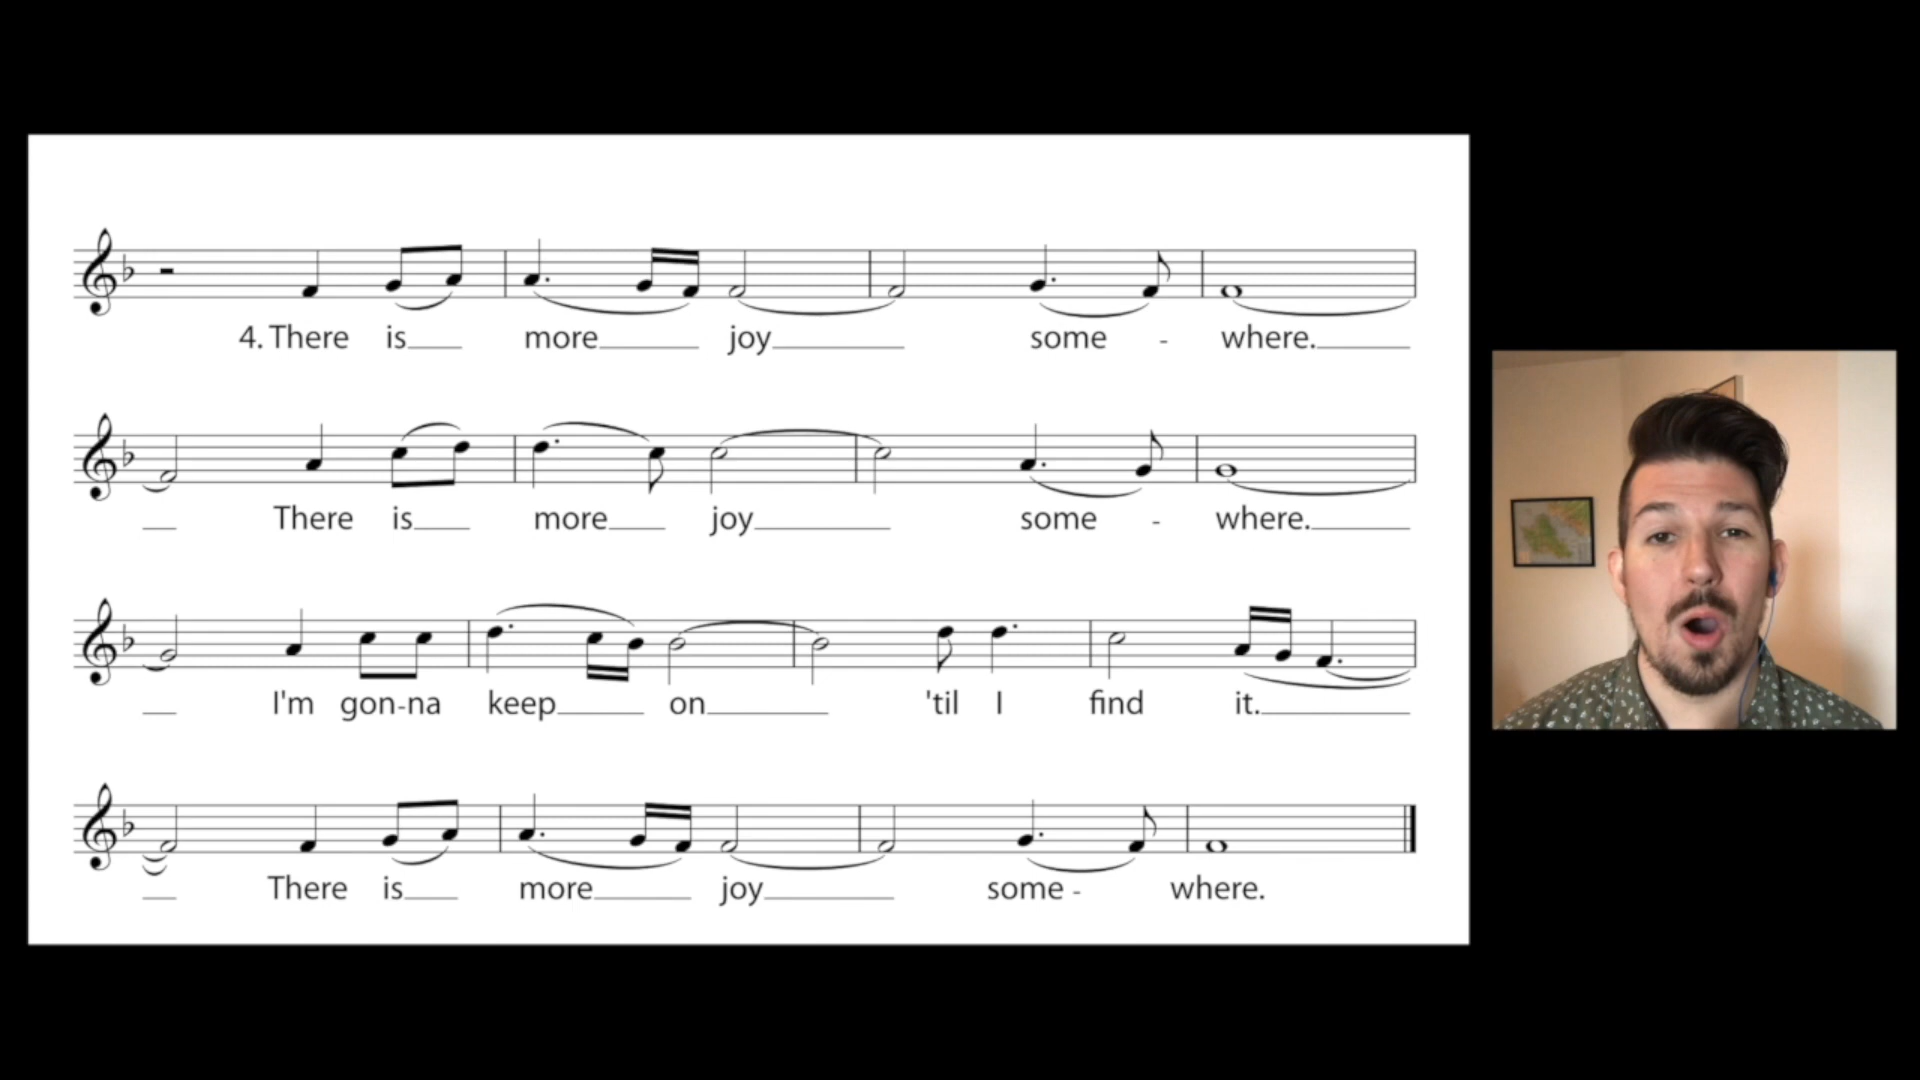 4. There is more joy some - where.
There is more joy some - where.
I'm gon-na keep on 'til I find it.
There is more joy some - where.